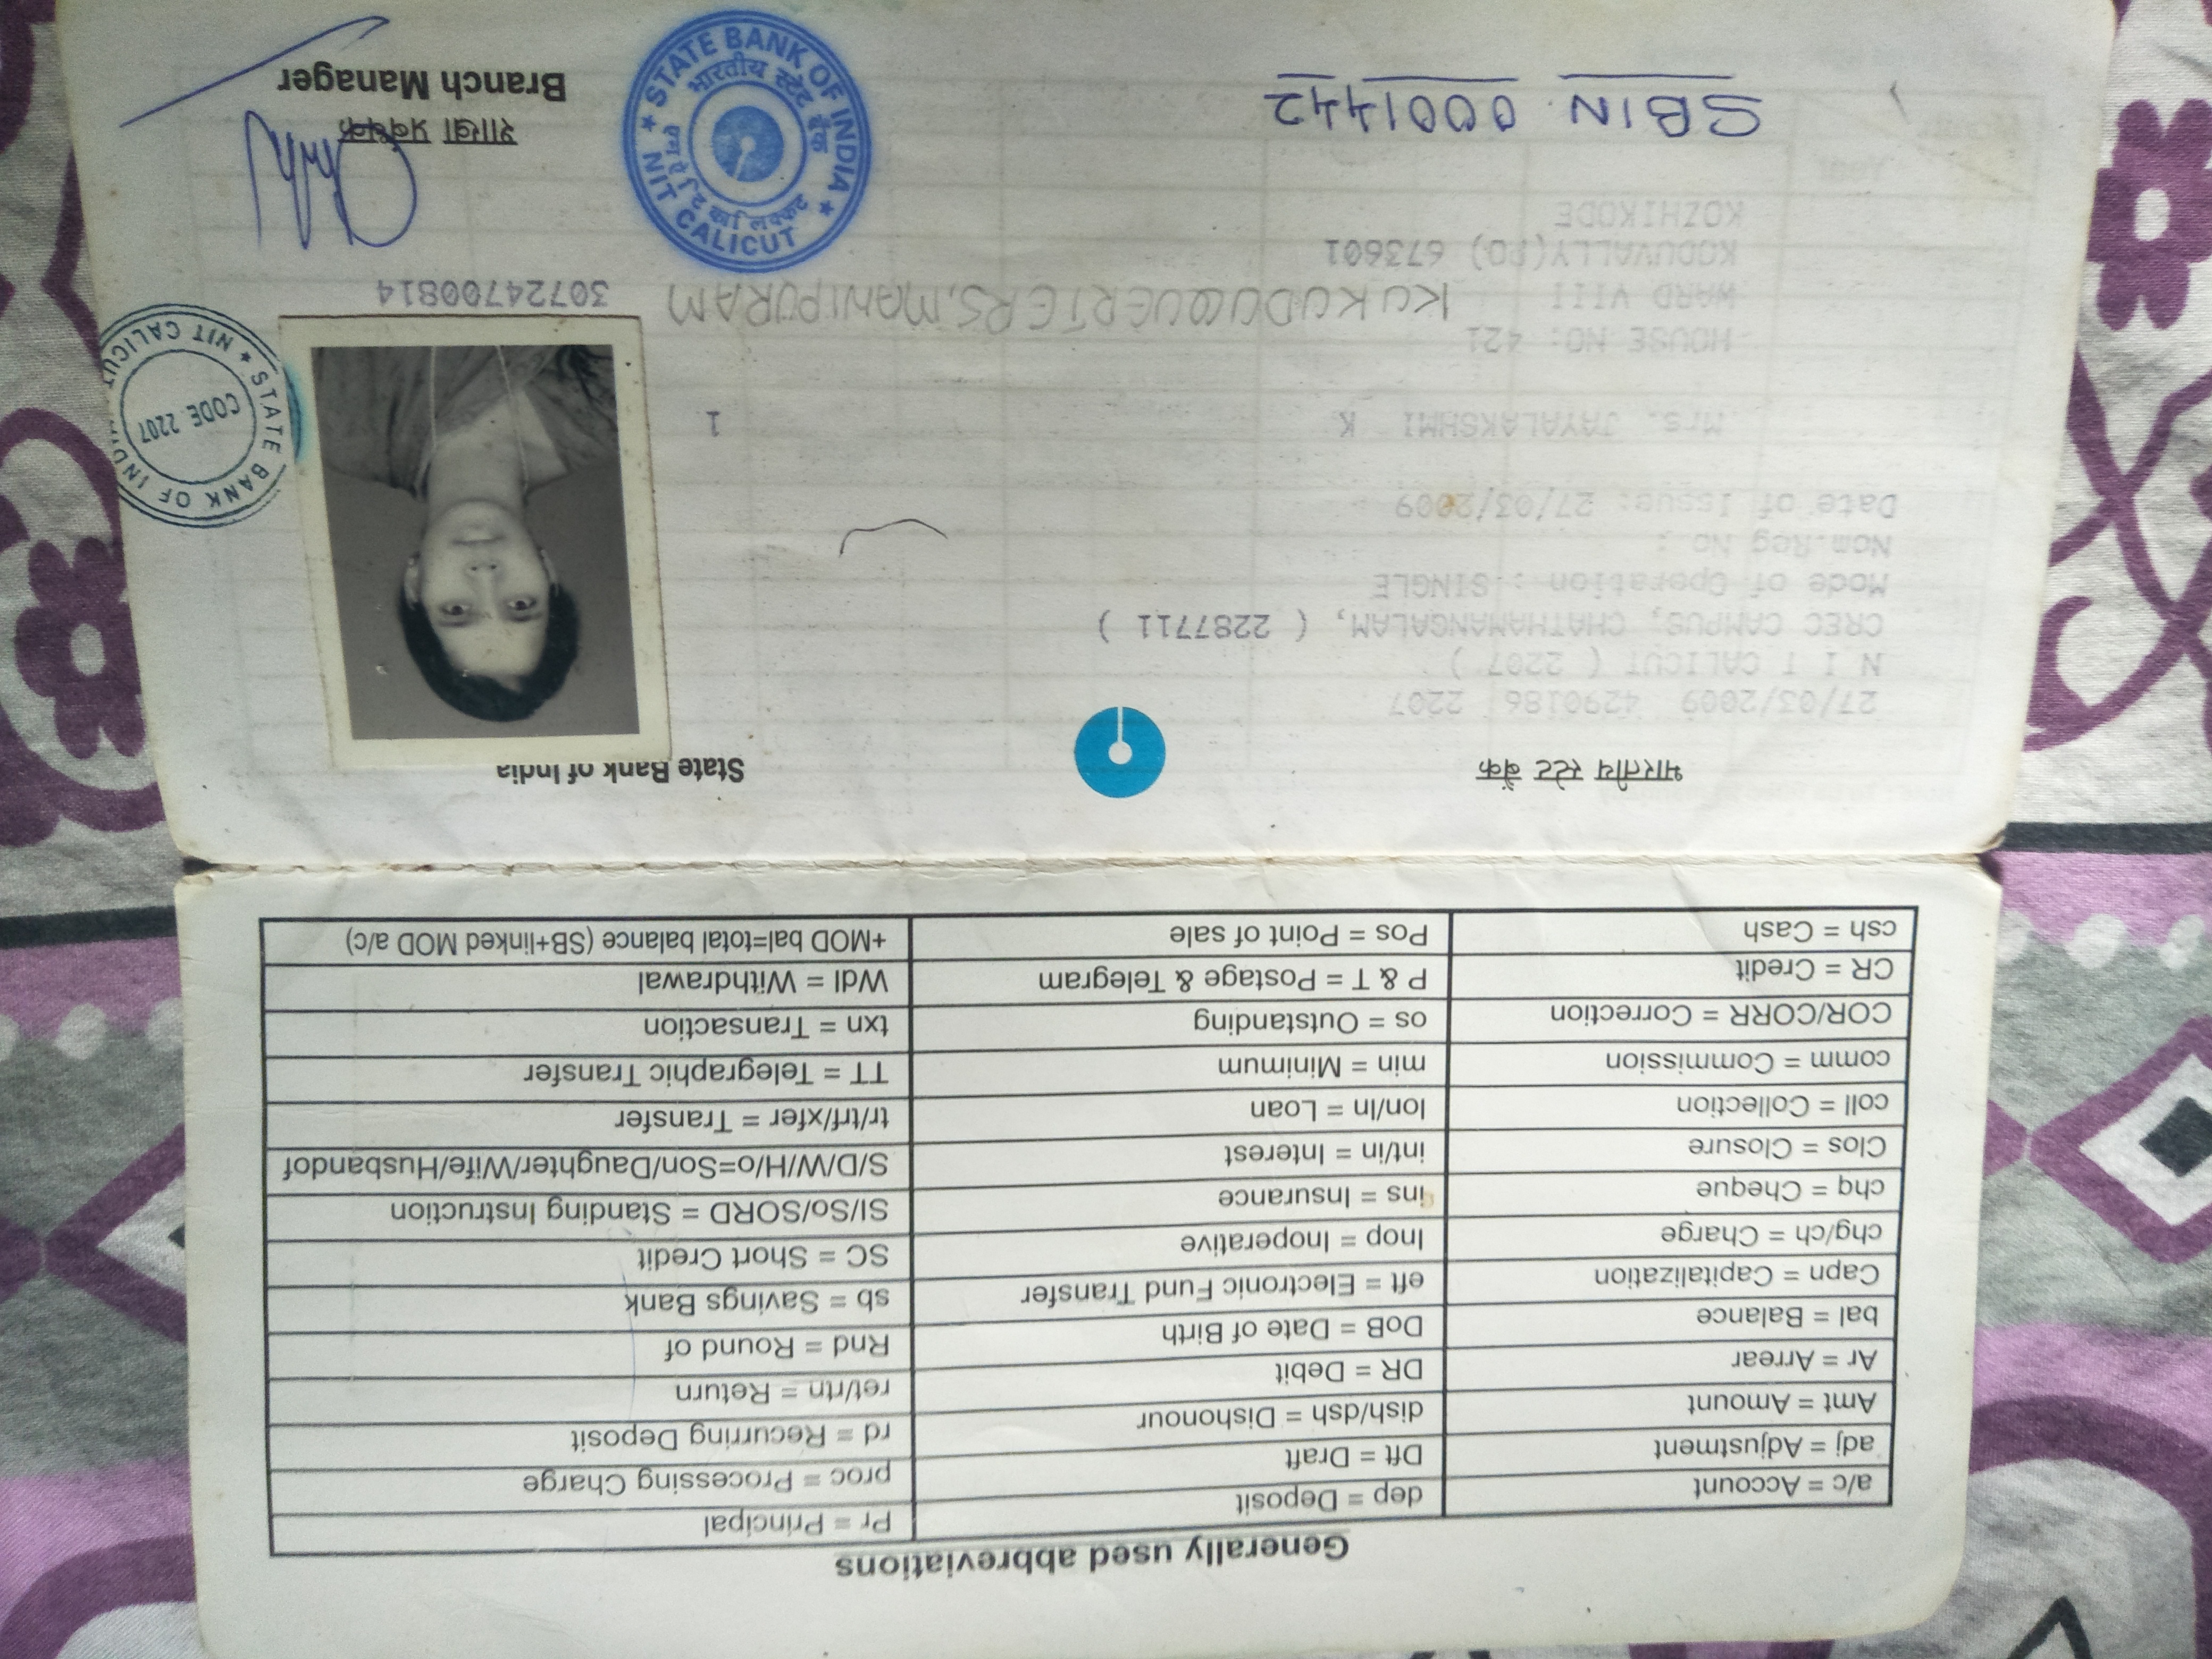 Generally used abbreviations
a/c = Account
dep = Deposit
Pr = Principal
adj = Adjustment
Dft = Draft
proc = Processing Charge
Amt = Amount
dish/dsh = Dishonour
rd = Recurring Deposit
Ar = Arrear
DR = Debit
ret/rtn = Return
bal = Balance
DoB = Date of Birth
Rnd = Round of
Capn = Capitalization
eft = Electronic Fund Transfer
sb = Savings Bank
chg/ch = Charge
Inop = Inoperative
SC = Short Credit
chq = Cheque
ins = Insurance
SI/So/SORD = Standing Instruction
Clos = Closure
int/in = Interest
S/D/W/H/o=Son/Daughter/Wife/Husbandof
coll = Collection
lon/ln = Loan
tr/trf/xfer = Transfer
comm = Commission
min = Minimum
TT = Telegraphic Transfer
COR/CORR = Correction
os = Outstanding
txn = Transaction
CR = Credit
P & T = Postage & Telegram
Wdl = Withdrawal
csh = Cash
Pos = Point of sale
+MOD bal=total balance (SB+linked MOD a/c)
भारतीय स्टेट बैंक
State Bank of India
27/03/2009 4290186 2207
N I T CALICUT ( 2207 )
CREC CAMPUS, CHATHAMANGALAM, ( 2287711 )
Mode of Operation : SINGLE
Nom.Reg No :
Date of Issue: 27/03/2009
Mrs. JAYALAKSHMI K 1
HOUSE NO: 421
WARD VIII
KODUVALLY(PO) 673601
KOZHIKODE
KUKUDUQUERTERS,MANIPURAM
30724700814
STATE BANK OF INDIA
NIT CALICUT
CODE 2207
STATE BANK OF INDIA
भारतीय स्टेट बैंक
NIT CALICUT
शाखा प्रबंधक
Branch Manager
SBIN 0001442